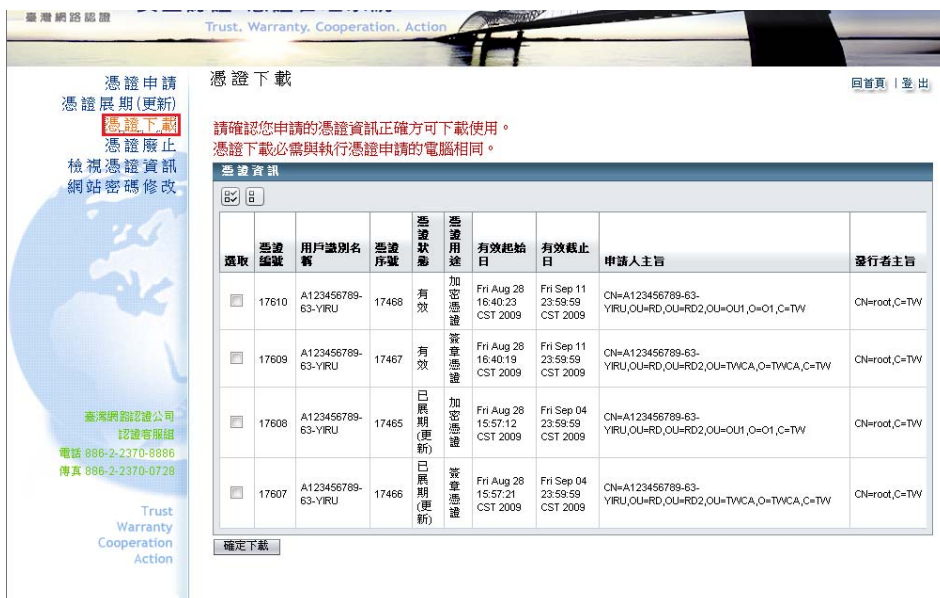 臺灣網路認證
Trust. Warranty. Cooperation. Action
憑證申請
憑證展期(更新)
憑證下載
憑證廢止
檢視憑證資訊
網站密碼修改
憑證下載
回首頁 | 登出
請確認您申請的憑證資訊正確方可下載使用。
憑證下載必需與執行憑證申請的電腦相同。
憑證資訊
選取 憑證編號 用戶識別名稱 憑證序號 憑證狀態 憑證用途 有效起始日 有效截止日 申請人主旨 發行者主旨
17610 A123456789-63-YIRU 17468 有效 加密憑證 Fri Aug 28 16:40:23 CST 2009 Fri Sep 11 23:59:59 CST 2009 CN=A123456789-63-YIRU,OU=RD,OU=RD2,OU=OU1,O=O1,C=TW CN=root,C=TW
17609 A123456789-63-YIRU 17467 有效 簽章憑證 Fri Aug 28 16:40:19 CST 2009 Fri Sep 11 23:59:59 CST 2009 CN=A123456789-63-YIRU,OU=RD,OU=RD2,OU=TWCA,O=TWCA,C=TW CN=root,C=TW
17608 A123456789-63-YIRU 17465 已展期(更新) 加密憑證 Fri Aug 28 15:57:12 CST 2009 Fri Sep 04 23:59:59 CST 2009 CN=A123456789-63-YIRU,OU=RD,OU=RD2,OU=OU1,O=O1,C=TW CN=root,C=TW
17607 A123456789-63-YIRU 17466 已展期(更新) 簽章憑證 Fri Aug 28 15:57:21 CST 2009 Fri Sep 04 23:59:59 CST 2009 CN=A123456789-63-YIRU,OU=RD,OU=RD2,OU=TWCA,O=TWCA,C=TW CN=root,C=TW
確定下載
臺灣網路認證公司
認證客服組
電話 886-2-2370-8886
傳真 886-2-2370-0728
Trust
Warranty
Cooperation
Action